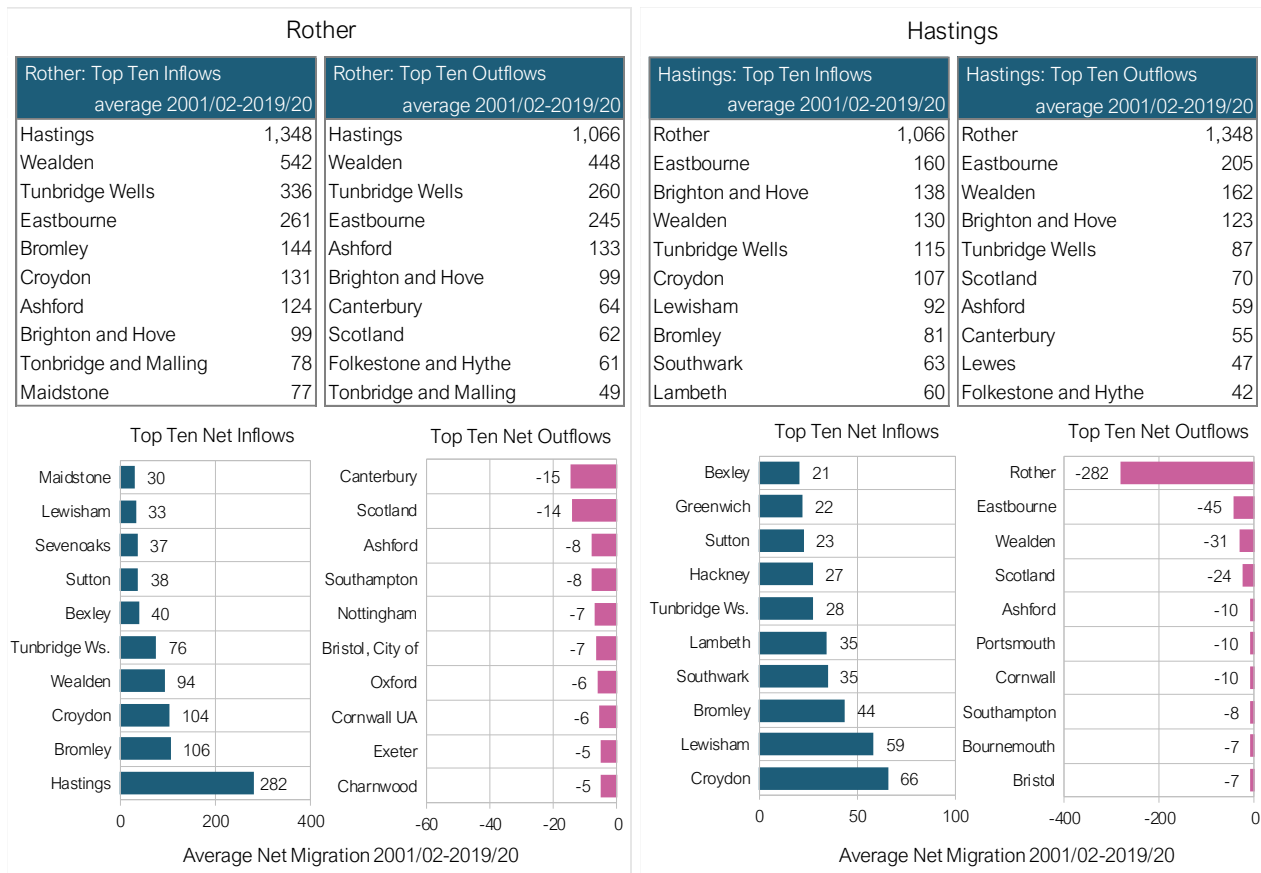 Rother
Rother: Top Ten Inflows
average 2001/02-2019/20
Hastings 1,348
Wealden 542
Tunbridge Wells 336
Eastbourne 261
Bromley 144
Croydon 131
Ashford 124
Brighton and Hove 99
Tonbridge and Malling 78
Maidstone 77
Rother: Top Ten Outflows
average 2001/02-2019/20
Hastings 1,066
Wealden 448
Tunbridge Wells 260
Eastbourne 245
Ashford 133
Brighton and Hove 99
Canterbury 64
Scotland 62
Folkestone and Hythe 61
Tonbridge and Malling 49
Top Ten Net Inflows
Maidstone 30
Lewisham 33
Sevenoaks 37
Sutton 38
Bexley 40
Tunbridge Ws. 76
Wealden 94
Croydon 104
Bromley 106
Hastings 282
0 200 400
Top Ten Net Outflows
Canterbury -15
Scotland -14
Ashford -8
Southampton -8
Nottingham -7
Bristol, City of -7
Oxford -6
Cornwall UA -6
Exeter -5
Charnwood -5
-60 -40 -20 0
Average Net Migration 2001/02-2019/20
Hastings
Hastings: Top Ten Inflows
average 2001/02-2019/20
Rother 1,066
Eastbourne 160
Brighton and Hove 138
Wealden 130
Tunbridge Wells 115
Croydon 107
Lewisham 92
Bromley 81
Southwark 63
Lambeth 60
Hastings: Top Ten Outflows
average 2001/02-2019/20
Rother 1,348
Eastbourne 205
Wealden 162
Brighton and Hove 123
Tunbridge Wells 87
Scotland 70
Ashford 59
Canterbury 55
Lewes 47
Folkestone and Hythe 42
Top Ten Net Inflows
Bexley 21
Greenwich 22
Sutton 23
Hackney 27
Tunbridge Ws. 28
Lambeth 35
Southwark 35
Bromley 44
Lewisham 59
Croydon 66
0 50 100
Top Ten Net Outflows
Rother -282
Eastbourne -45
Wealden -31
Scotland -24
Ashford -10
Portsmouth -10
Cornwall -10
Southampton -8
Bournemouth -7
Bristol -7
-400 -200 0
Average Net Migration 2001/02-2019/20